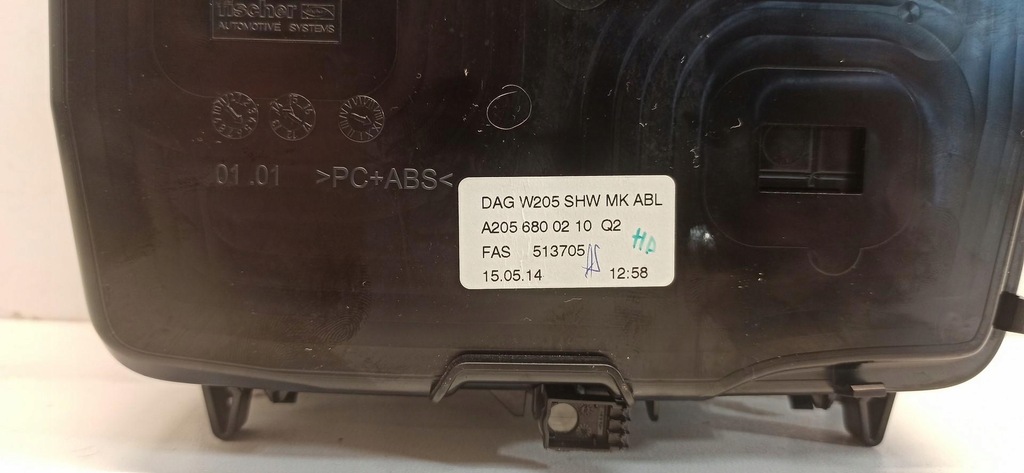 fischer
AUTOMOTIVE SYSTEMS
01.01 >PC+ABS<
DAG W205 SHW MK ABL
A205 680 02 10 Q2
HD
FAS 513705
15.05.14 12:58